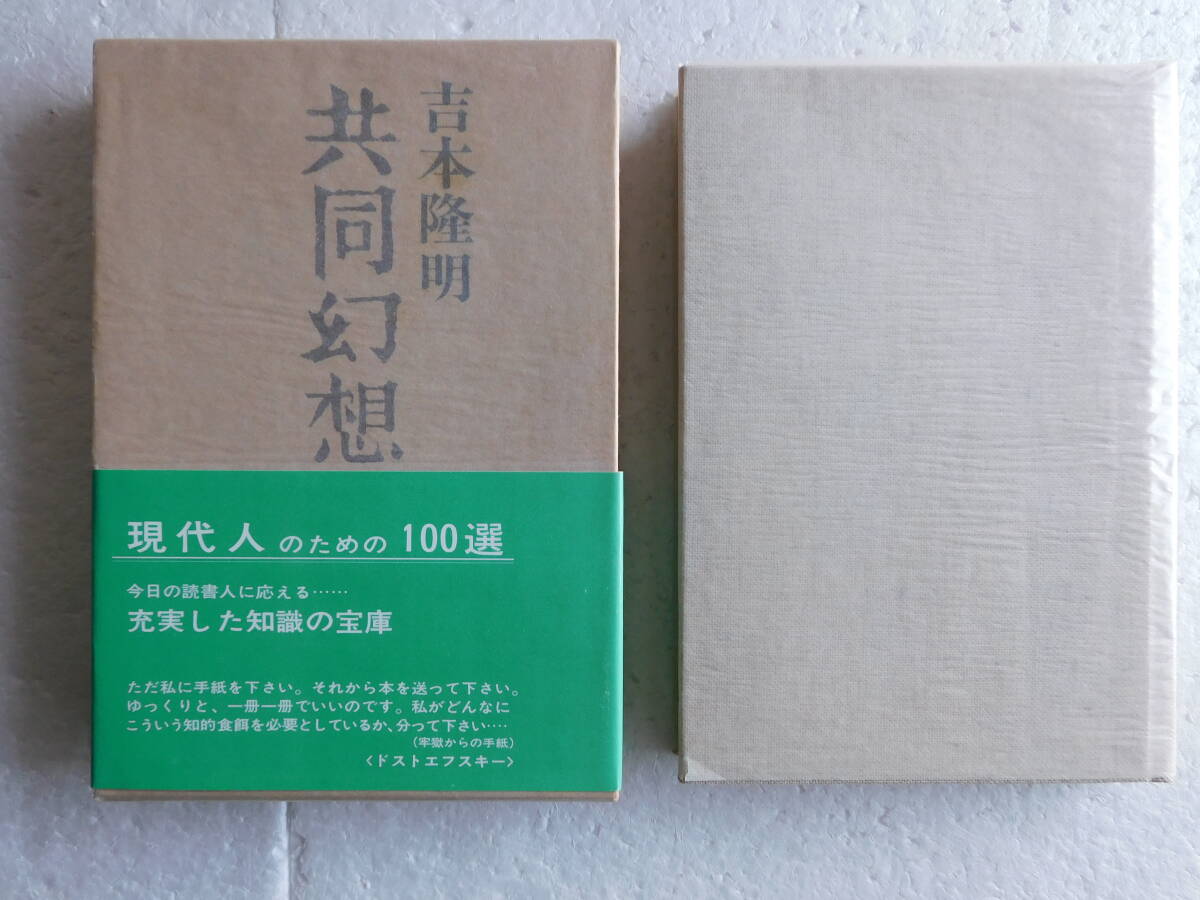 吉本隆明
共同幻想
現代人のための100選
今日の読書人に応える……
充実した知識の宝庫
ただ私に手紙を下さい。それから本を送って下さい。
ゆっくりと、一冊一冊でいいのです。私がどんなに
こういう知的食餌を必要としているか、分って下さい‥‥
（牢獄からの手紙）
〈ドストエフスキー〉